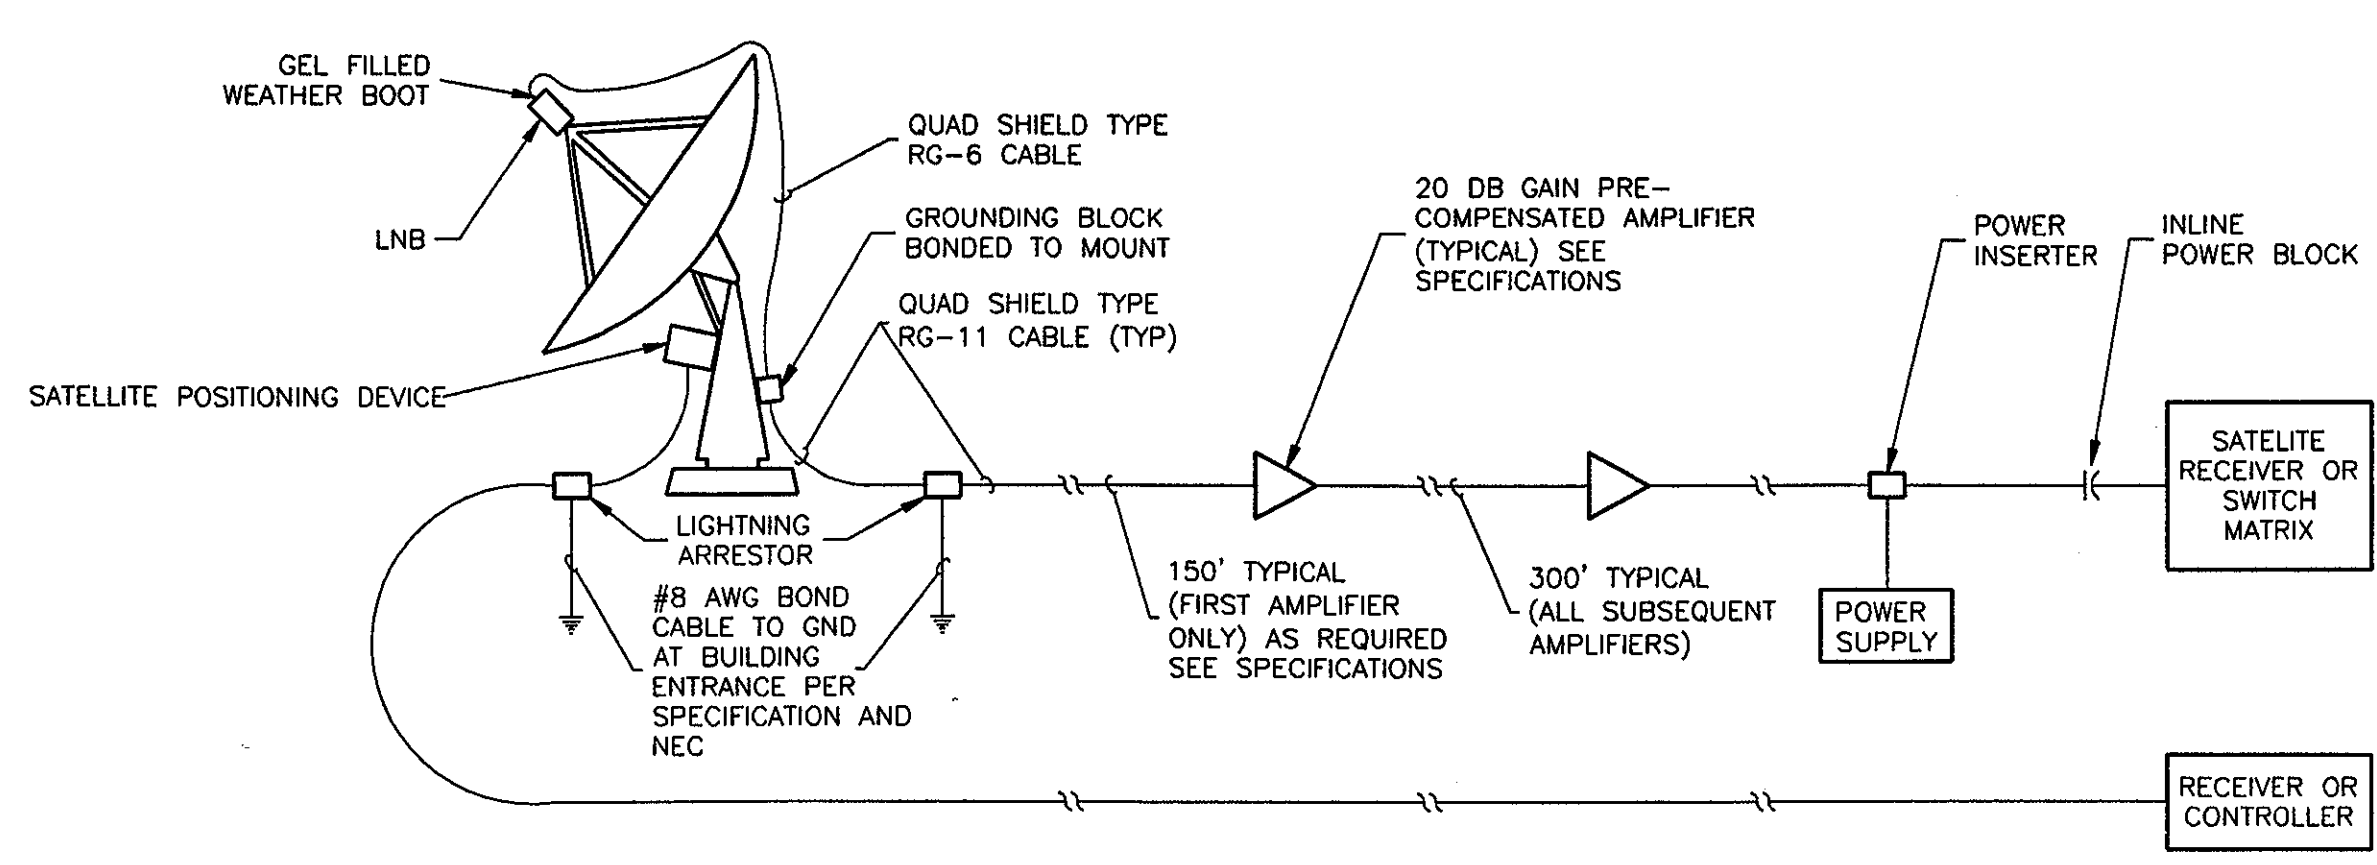 GEL FILLED
WEATHER BOOT
LNB
SATELLITE POSITIONING DEVICE
QUAD SHIELD TYPE
RG-6 CABLE
GROUNDING BLOCK
BONDED TO MOUNT
QUAD SHIELD TYPE
RG-11 CABLE (TYP)
20 DB GAIN PRE-
COMPENSATED AMPLIFIER
(TYPICAL) SEE
SPECIFICATIONS
POWER
INSERTER
INLINE
POWER BLOCK
SATELITE
RECEIVER OR
SWITCH
MATRIX
LIGHTNING
ARRESTOR
#8 AWG BOND
CABLE TO GND
AT BUILDING
ENTRANCE PER
SPECIFICATION AND
NEC
150' TYPICAL
(FIRST AMPLIFIER
ONLY) AS REQUIRED
SEE SPECIFICATIONS
300' TYPICAL
(ALL SUBSEQUENT
AMPLIFIERS)
POWER
SUPPLY
RECEIVER OR
CONTROLLER